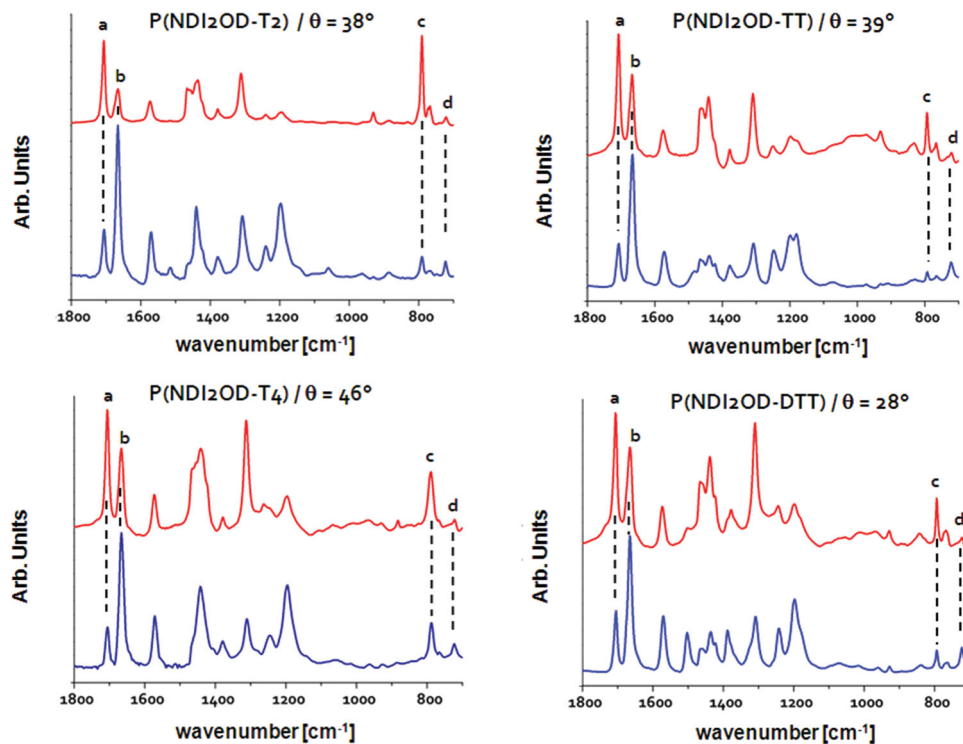 P(NDI2OD-T2) / θ = 38°
a
b
c
d
Arb. Units
1800 1600 1400 1200 1000 800
wavenumber [cm-1]
P(NDI2OD-TT) / θ = 39°
a
b
c
d
Arb. Units
1800 1600 1400 1200 1000 800
wavenumber [cm-1]
P(NDI2OD-T4) / θ = 46°
a
b
c
d
Arb. Units
1800 1600 1400 1200 1000 800
wavenumber [cm-1]
P(NDI2OD-DTT) / θ = 28°
a
b
c
d
Arb. Units
1800 1600 1400 1200 1000 800
wavenumber [cm-1]